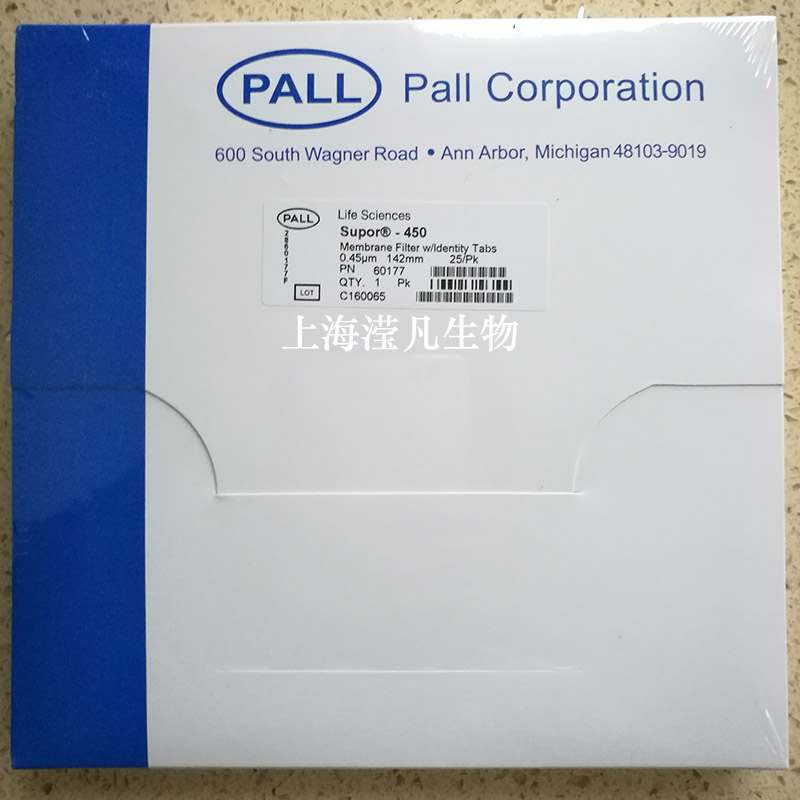 PALL Pall Corporation
600 South Wagner Road • Ann Arbor, Michigan 48103-9019
PALL
Life Sciences
Supor® - 450
Membrane Filter w/Identity Tabs
0.45µm 142mm 25/Pk
PN 60177
QTY. 1 Pk
LOT C160065
上海滢凡生物